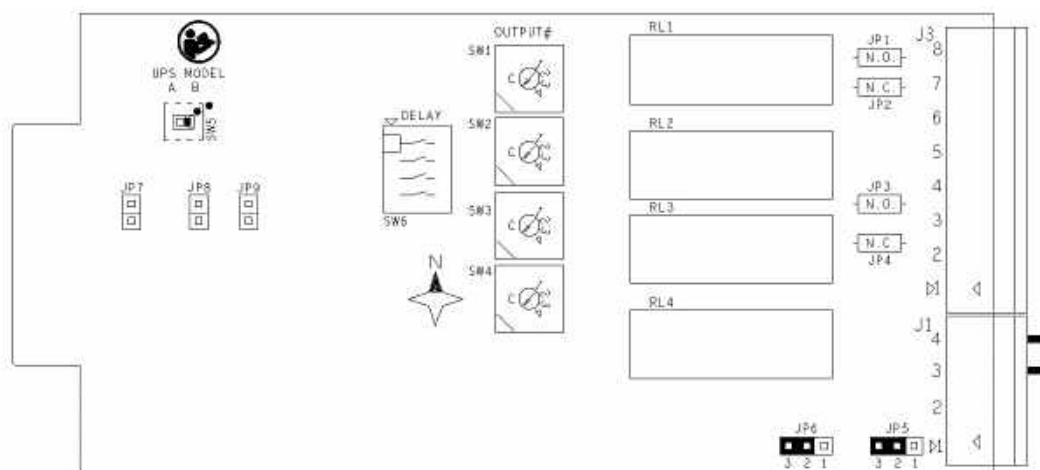 UPS MODEL
A B
SW5
JP7
JP8
JP9
DELAY
SW6
N
OUTPUT#
SW1
SW2
SW3
SW4
RL1
RL2
RL3
RL4
JP1
N.O.
N.C.
JP2
JP3
N.O.
N.C
JP4
J3
8
7
6
5
4
3
2
1
J1
4
3
2
1
JP6
3 2 1
JP5
3 2 1